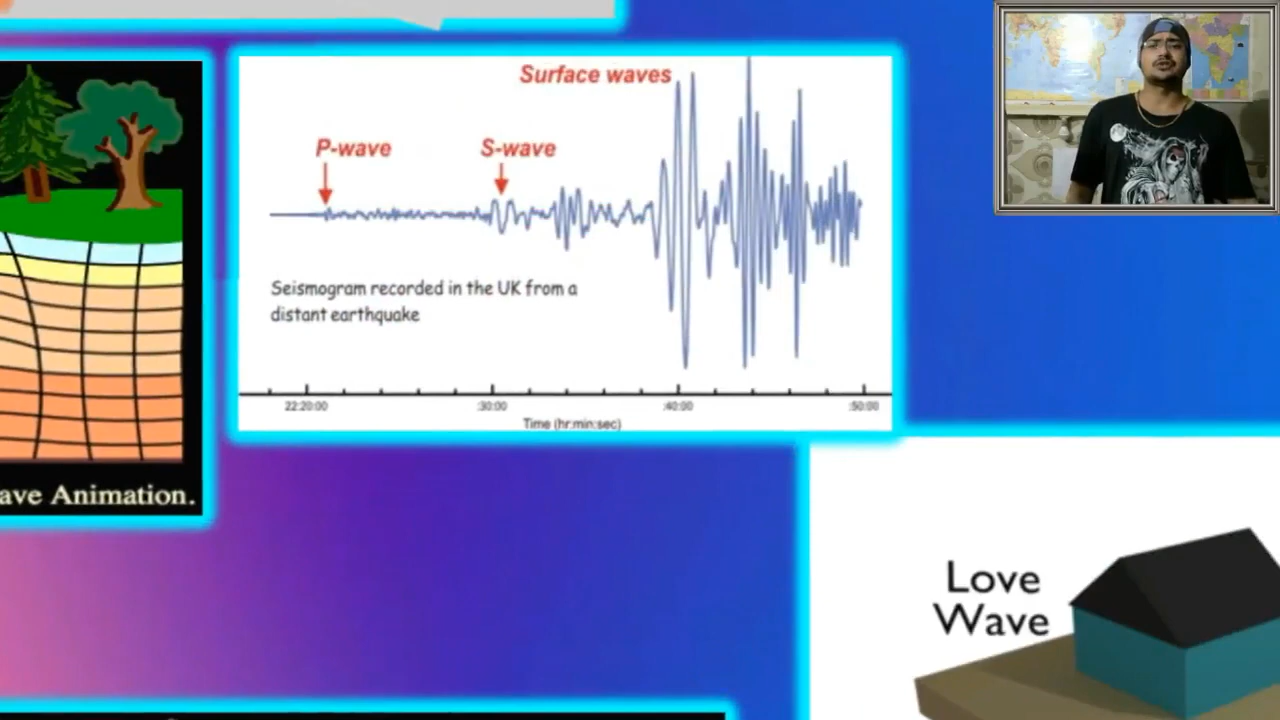 Surface waves
P-wave
S-wave
Seismogram recorded in the UK from a
distant earthquake
22:20:00
:30:00
:40:00
:50:00
Time (hr:min:sec)
ave Animation.
Love
Wave